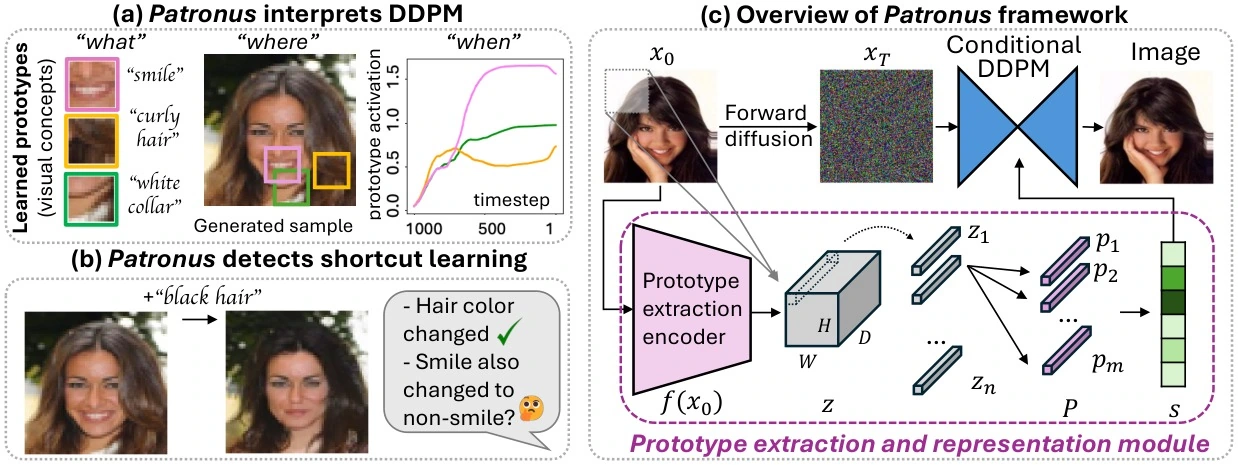 (a) Patronus interprets DDPM
Learned prototypes
(visual concepts)
"what"
"where"
"when"
"smile"
"curly
hair"
"white
collar"
Generated sample
prototype activation
0.0 0.5 1.0 1.5
timestep
1000 500 1
(b) Patronus detects shortcut learning
+"black hair"
- Hair color
changed ✓
- Smile also
changed to
non-smile? 🤔
(c) Overview of Patronus framework
x₀
Forward
diffusion
x_T
Conditional
DDPM
Image
Prototype
extraction
encoder
f(x₀)
H
W
D
z
z₁
...
zₙ
p₁
p₂
...
pₘ
P
s
Prototype extraction and representation module